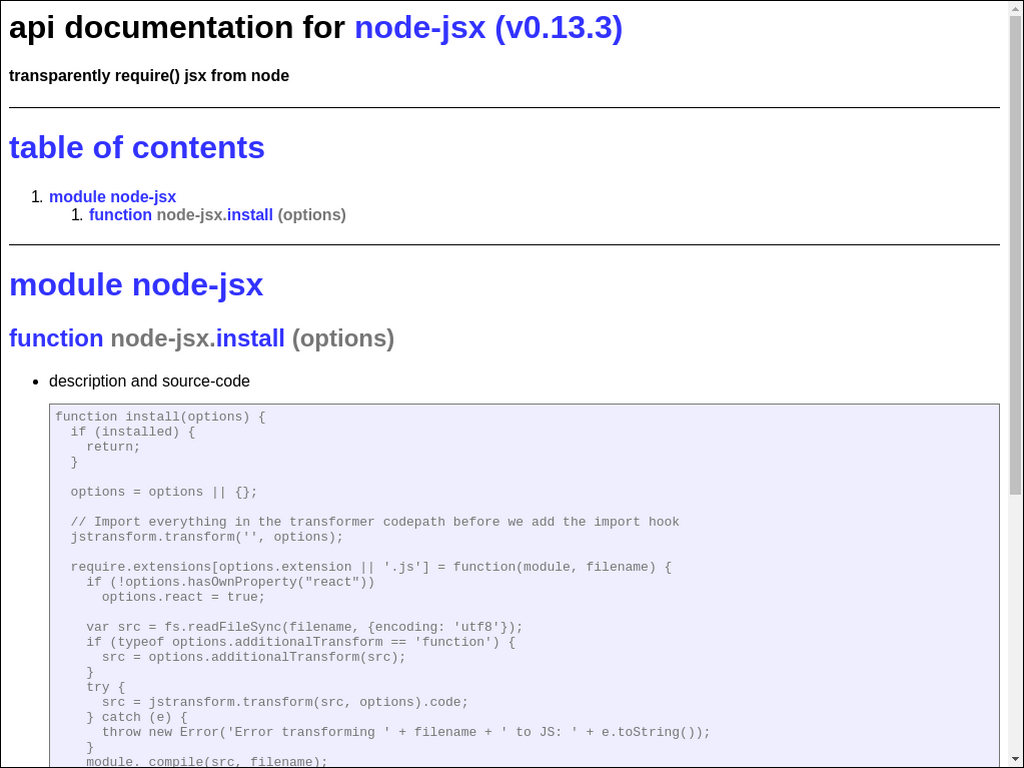 api documentation for node-jsx (v0.13.3)
transparently require() jsx from node
table of contents
1. module node-jsx
1. function node-jsx.install (options)
module node-jsx
function node-jsx.install (options)
• description and source-code
function install(options) {
  if (installed) {
    return;
  }

  options = options || {};

  // Import everything in the transformer codepath before we add the import hook
  jstransform.transform('', options);

  require.extensions[options.extension || '.js'] = function(module, filename) {
    if (!options.hasOwnProperty("react"))
      options.react = true;

    var src = fs.readFileSync(filename, {encoding: 'utf8'});
    if (typeof options.additionalTransform == 'function') {
      src = options.additionalTransform(src);
    }
    try {
      src = jstransform.transform(src, options).code;
    } catch (e) {
      throw new Error('Error transforming ' + filename + ' to JS: ' + e.toString());
    }
    module._compile(src, filename);